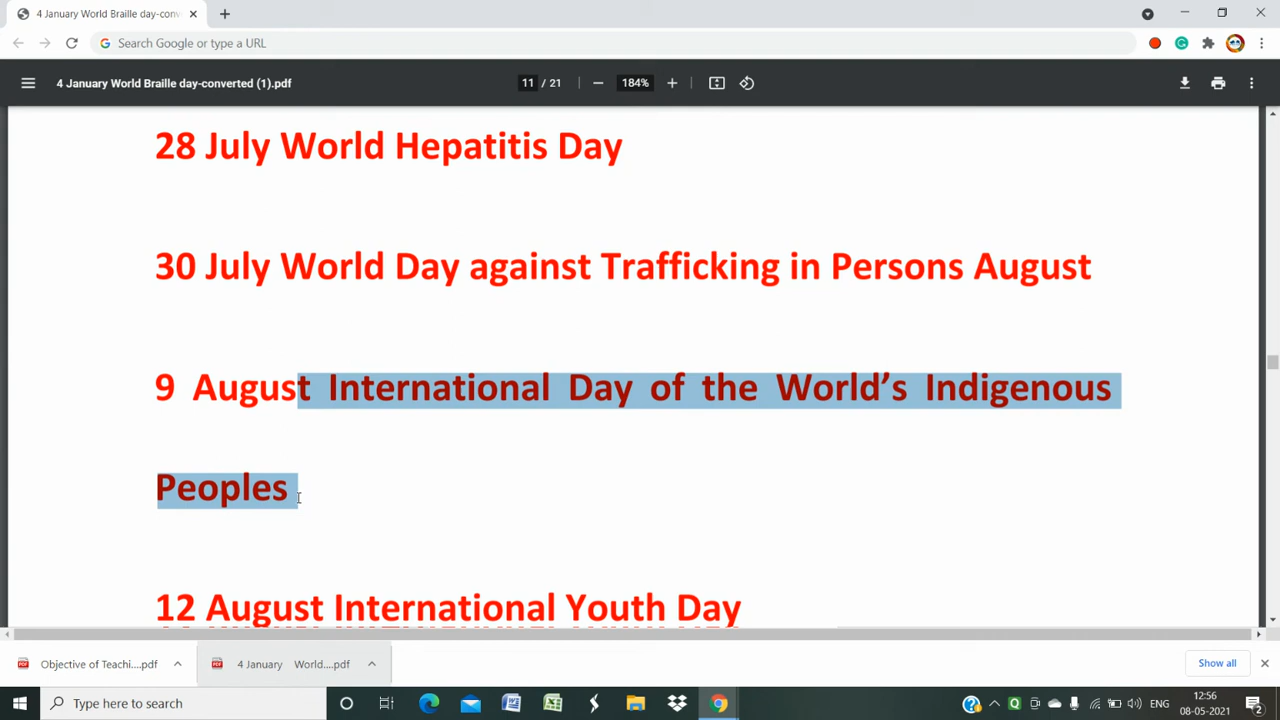 4 January World Braille day-conv
Search Google or type a URL
4 January World Braille day-converted (1).pdf
11 / 21
184%
28 July World Hepatitis Day
30 July World Day against Trafficking in Persons August
9 August International Day of the World’s Indigenous
Peoples
12 August International Youth Day
Objective of Teachi....pdf
4 January World....pdf
Show all
Type here to search
ENG
12:56
08-05-2021
2